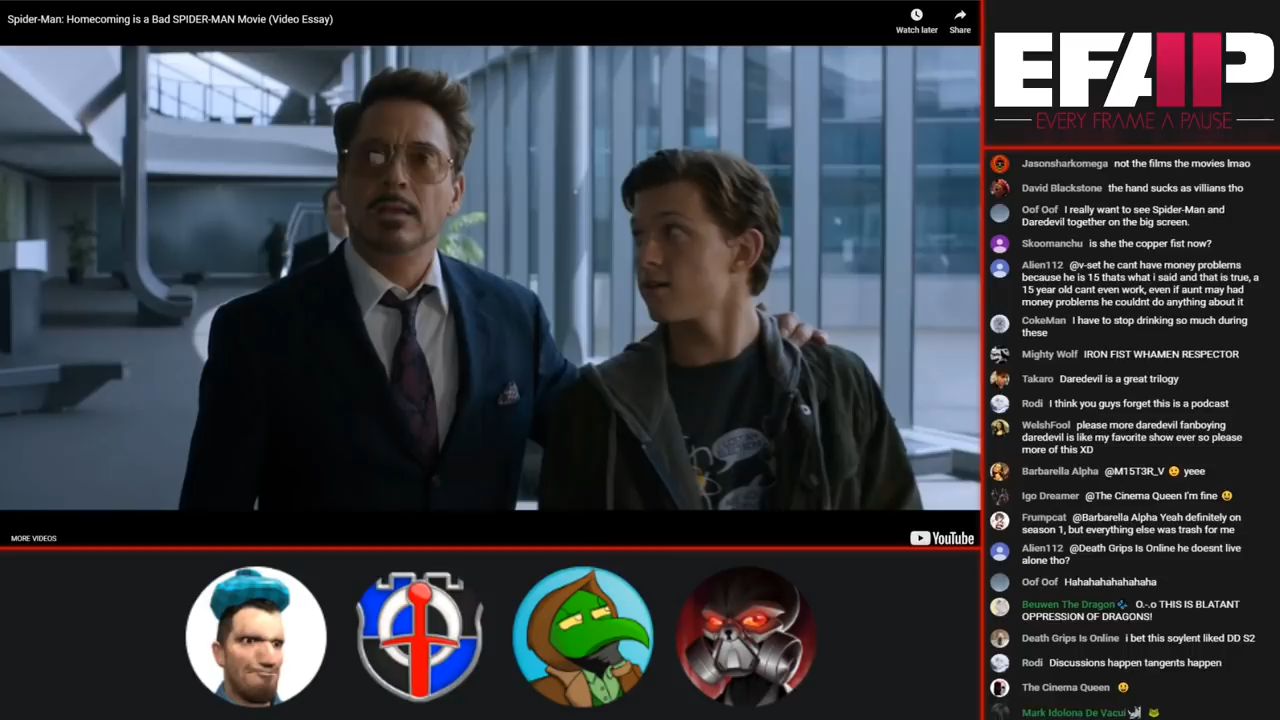 Spider-Man: Homecoming is a Bad SPIDER-MAN Movie (Video Essay)
Watch later
Share
MORE VIDEOS
YouTube
EFAP
EVERY FRAME A PAUSE
Jasonsharkomega not the films the movies lmao
David Blackstone the hand sucks as villians tho
Oof Oof I really want to see Spider-Man and
Daredevil together on the big screen.
Skoomanchu is she the copper fist now?
Alien112 @v-set he cant have money problems
because he is 15 thats what i said and that is true, a
15 year old cant even work, even if aunt may had
money problems he couldnt do anything about it
CokeMan I have to stop drinking so much during
these
Mighty Wolf IRON FIST WHAMEN RESPECTOR
Takaro Daredevil is a great trilogy
Rodi I think you guys forget this is a podcast
WelshFool please more daredevil fanboying
daredevil is like my favorite show ever so please
more of this XD
Barbarella Alpha @M15T3R_V yeee
Igo Dreamer @The Cinema Queen I'm fine
Frumpcat @Barbarella Alpha Yeah definitely on
season 1, but everything else was trash for me
Alien112 @Death Grips Is Online he doesnt live
alone tho?
Oof Oof Hahahahahahaha
Beuwen The Dragon O.-.o THIS IS BLATANT
OPPRESSION OF DRAGONS!
Death Grips Is Online i bet this soylent liked DD S2
Rodi Discussions happen tangents happen
The Cinema Queen
Mark Idolona De Vacui